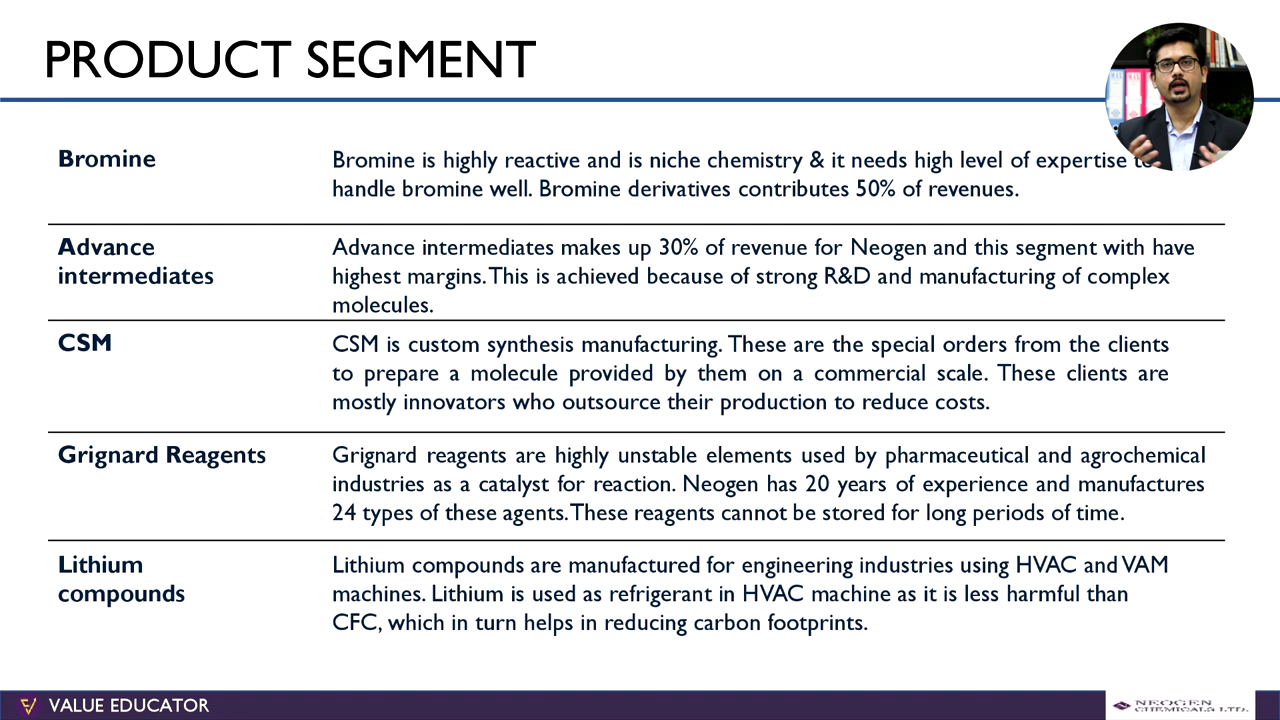 PRODUCT SEGMENT
Bromine
Bromine is highly reactive and is niche chemistry & it needs high level of expertise to
handle bromine well. Bromine derivatives contributes 50% of revenues.
Advance
intermediates
Advance intermediates makes up 30% of revenue for Neogen and this segment with have
highest margins. This is achieved because of strong R&D and manufacturing of complex
molecules.
CSM
CSM is custom synthesis manufacturing. These are the special orders from the clients
to prepare a molecule provided by them on a commercial scale. These clients are
mostly innovators who outsource their production to reduce costs.
Grignard Reagents
Grignard reagents are highly unstable elements used by pharmaceutical and agrochemical
industries as a catalyst for reaction. Neogen has 20 years of experience and manufactures
24 types of these agents. These reagents cannot be stored for long periods of time.
Lithium
compounds
Lithium compounds are manufactured for engineering industries using HVAC and VAM
machines. Lithium is used as refrigerant in HVAC machine as it is less harmful than
CFC, which in turn helps in reducing carbon footprints.
VALUE EDUCATOR
NEOGEN
CHEMICALS LTD.